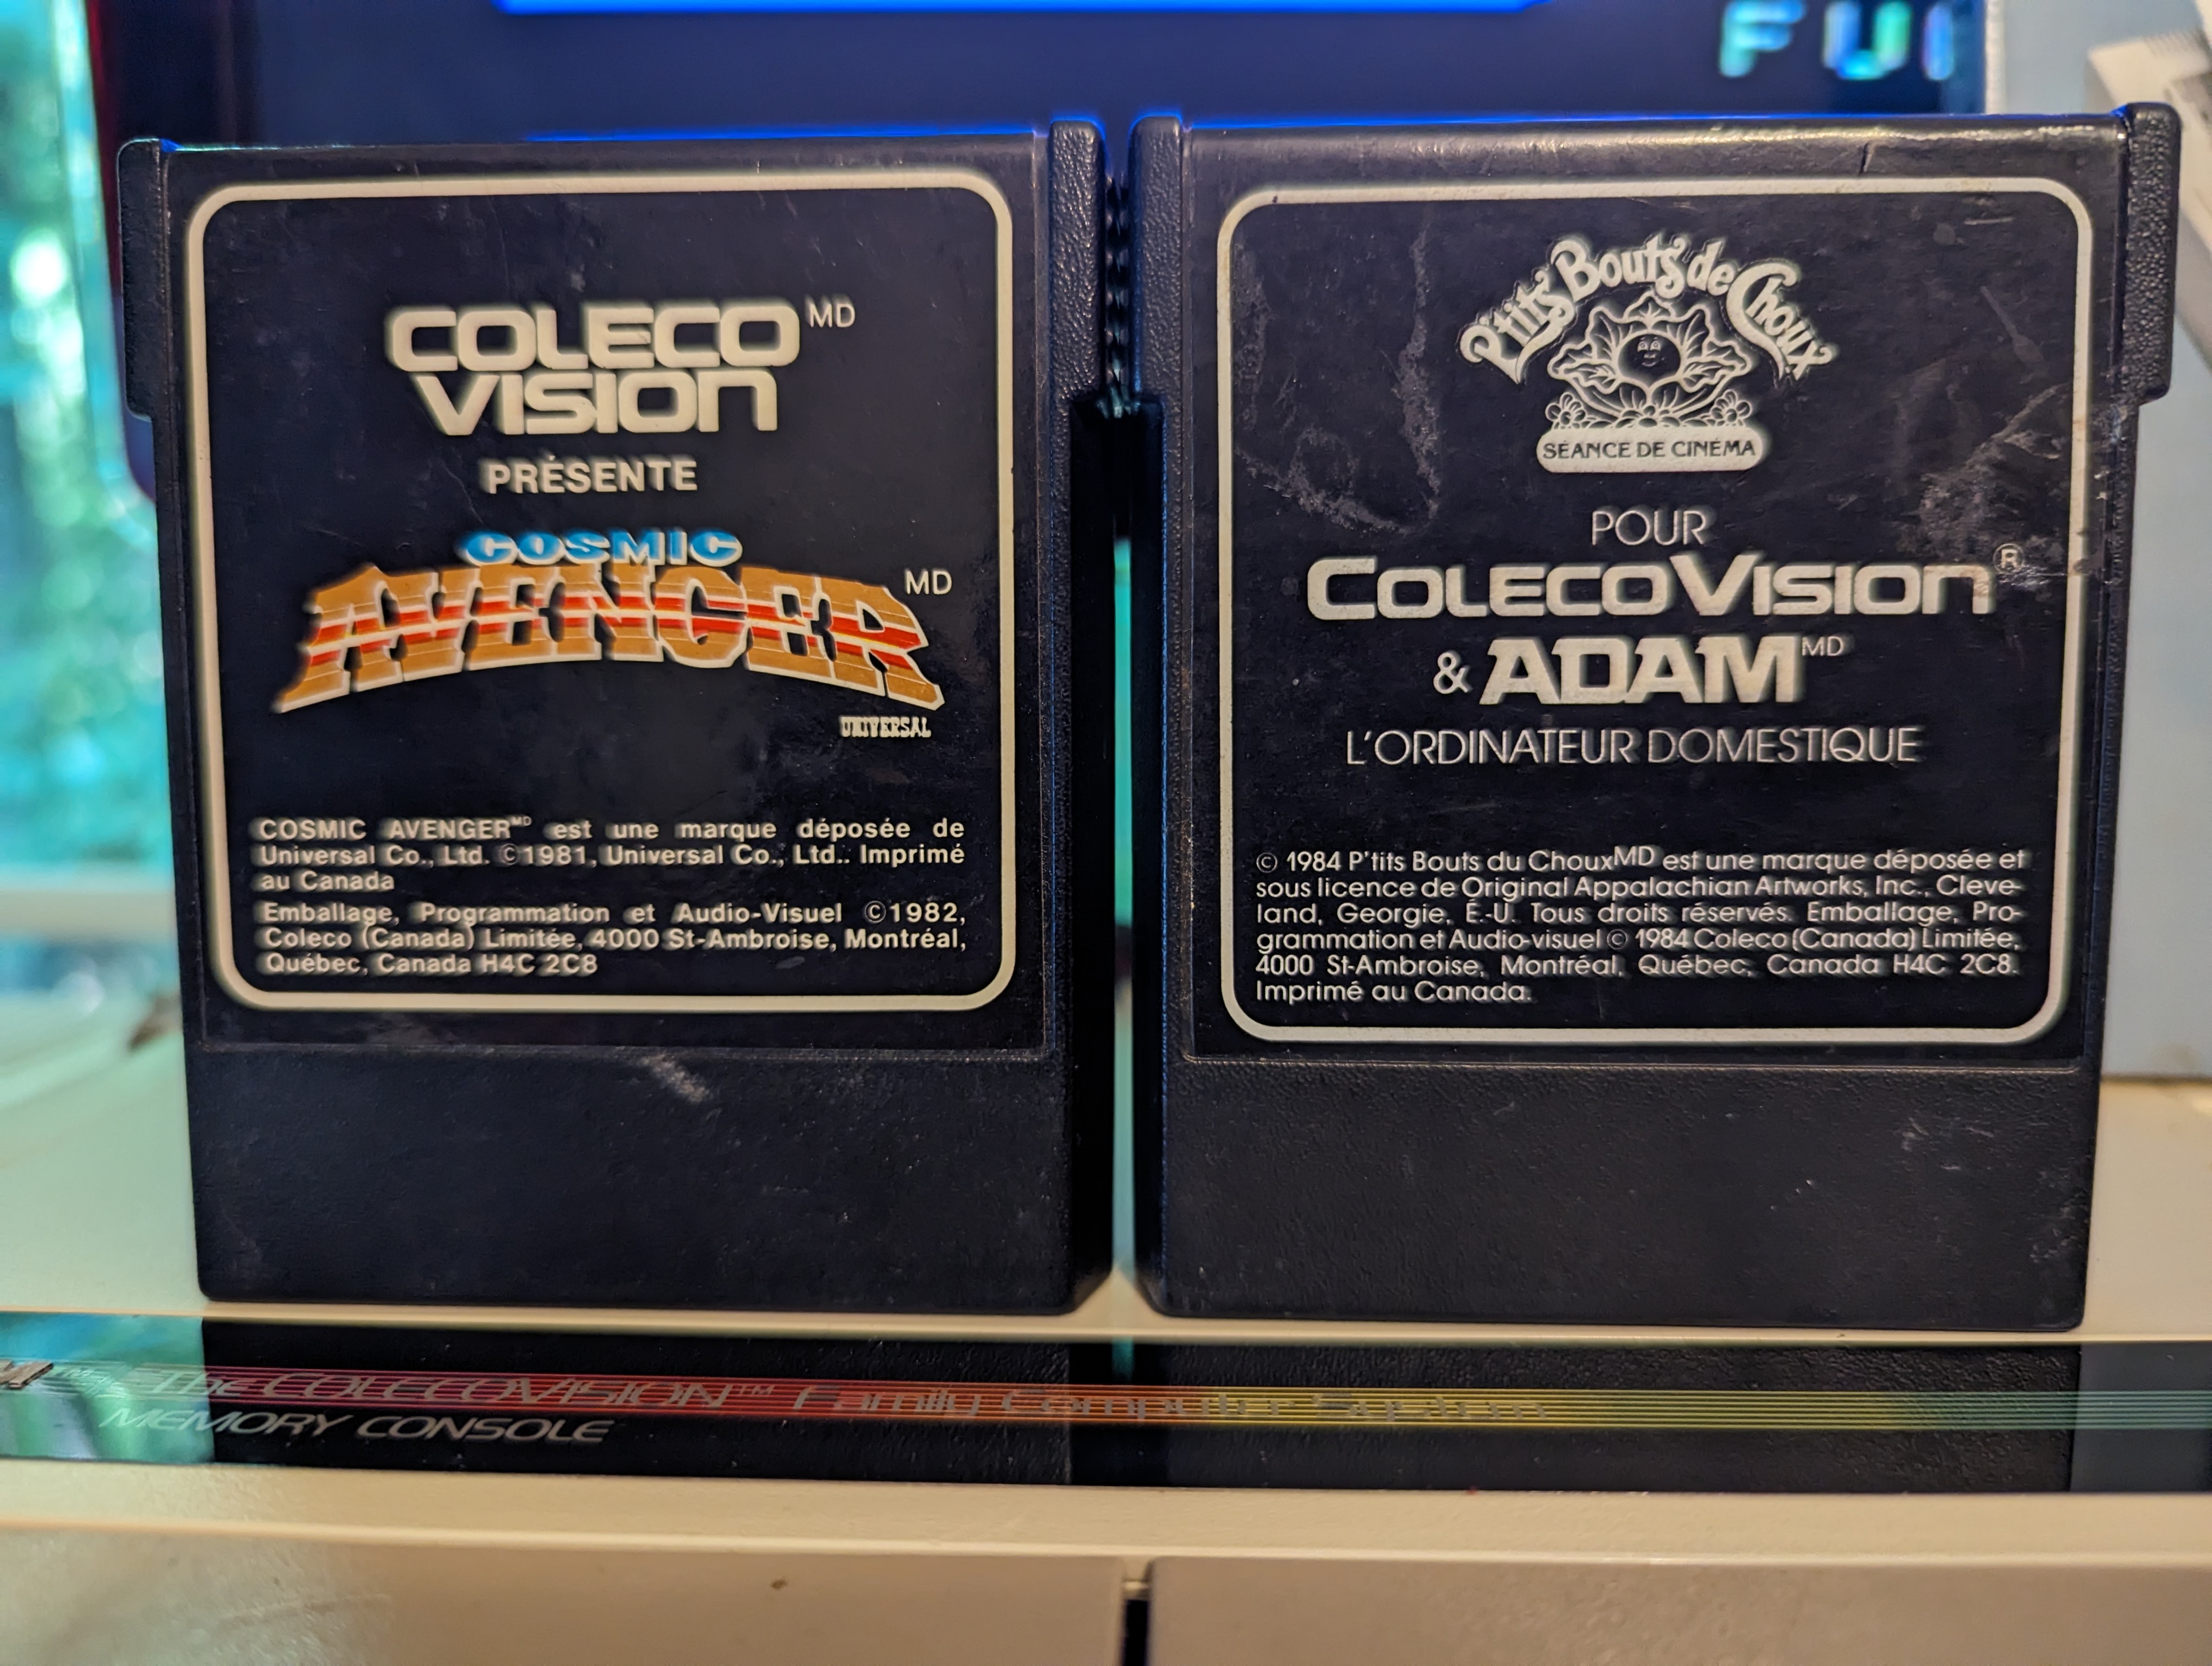 FUI
COLECO MD
VISION
PRÉSENTE
COSMIC
AVENGER MD
UNIVERSAL
COSMIC AVENGER MD est une marque déposée de
Universal Co., Ltd. ©1981, Universal Co., Ltd.. Imprimé
au Canada
Emballage, Programmation et Audio-Visuel ©1982,
Coleco (Canada) Limitée, 4000 St-Ambroise, Montréal,
Québec, Canada H4C 2C8
P'tits Bouts de Choux
SÉANCE DE CINÉMA
POUR
COLECOVISION ®
& ADAM MD
L'ORDINATEUR DOMESTIQUE
© 1984 P'tits Bouts du Choux MD est une marque déposée et
sous licence de Original Appalachian Artworks, Inc., Cleve-
land, Georgie, É.-U. Tous droits réservés. Emballage, Pro-
grammation et Audio-visuel © 1984 Coleco (Canada) Limitée,
4000 St-Ambroise, Montréal, Québec, Canada H4C 2C8.
Imprimé au Canada.
The COLECOVISION™ Family Computer System
MEMORY CONSOLE